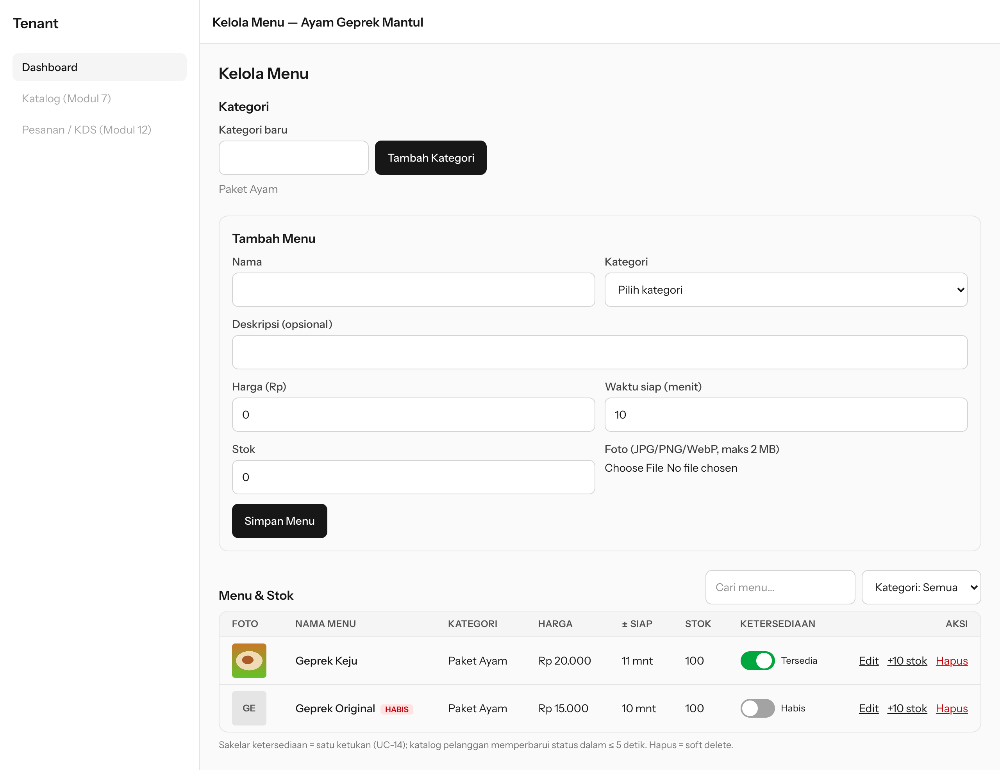 Tenant
Dashboard
Katalog (Modul 7)
Pesanan / KDS (Modul 12)
Kelola Menu — Ayam Geprek Mantul
Kelola Menu
Kategori
Kategori baru
Tambah Kategori
Paket Ayam
Tambah Menu
Nama Kategori
Pilih kategori
Deskripsi (opsional)
Harga (Rp) Waktu siap (menit)
0 10
Stok Foto (JPG/PNG/WebP, maks 2 MB)
Choose File No file chosen
0
Simpan Menu
Menu & Stok Cari menu... Kategori: Semua
FOTO NAMA MENU KATEGORI HARGA ± SIAP STOK KETERSEDIAAN AKSI
Geprek Keju Paket Ayam Rp 20.000 11 mnt 100 Tersedia Edit +10 stok Hapus
GE Geprek Original HABIS Paket Ayam Rp 15.000 10 mnt 100 Habis Edit +10 stok Hapus
Sakelar ketersediaan = satu ketukan (UC-14); katalog pelanggan memperbarui status dalam ≤ 5 detik. Hapus = soft delete.